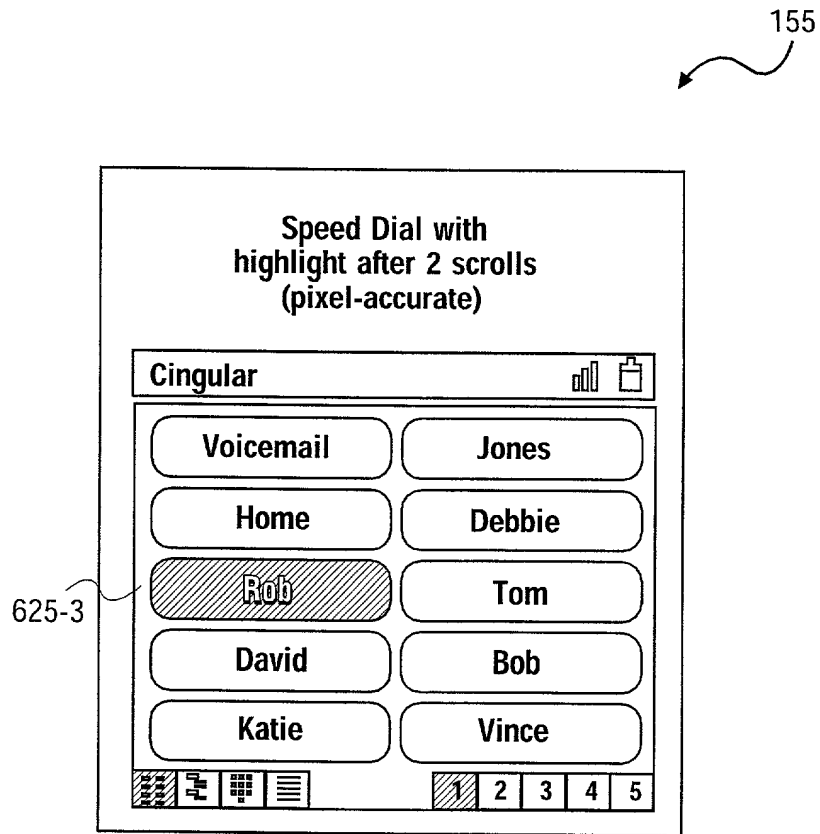 155
Speed Dial with
highlight after 2 scrolls
(pixel-accurate)
Cingular
Voicemail Jones
Home Debbie
Rob Tom
625-3
David Bob
Katie Vince
1 2 3 4 5